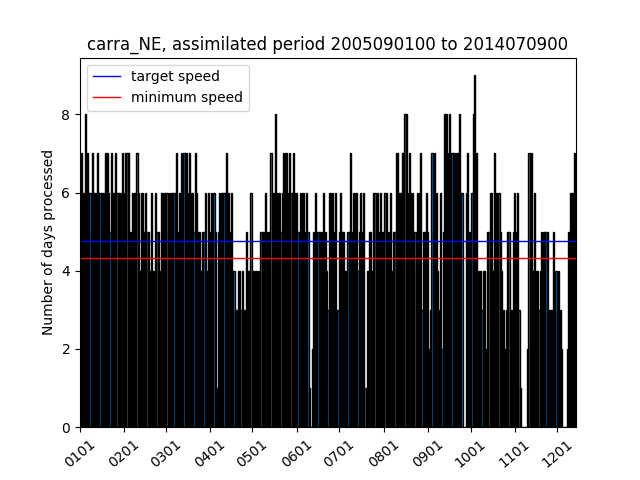 carra_NE, assimilated period 2005090100 to 2014070900
target speed
minimum speed
Number of days processed
8
6
4
2
0
0101 0201 0301 0401 0501 0601 0701 0801 0901 1001 1101 1201